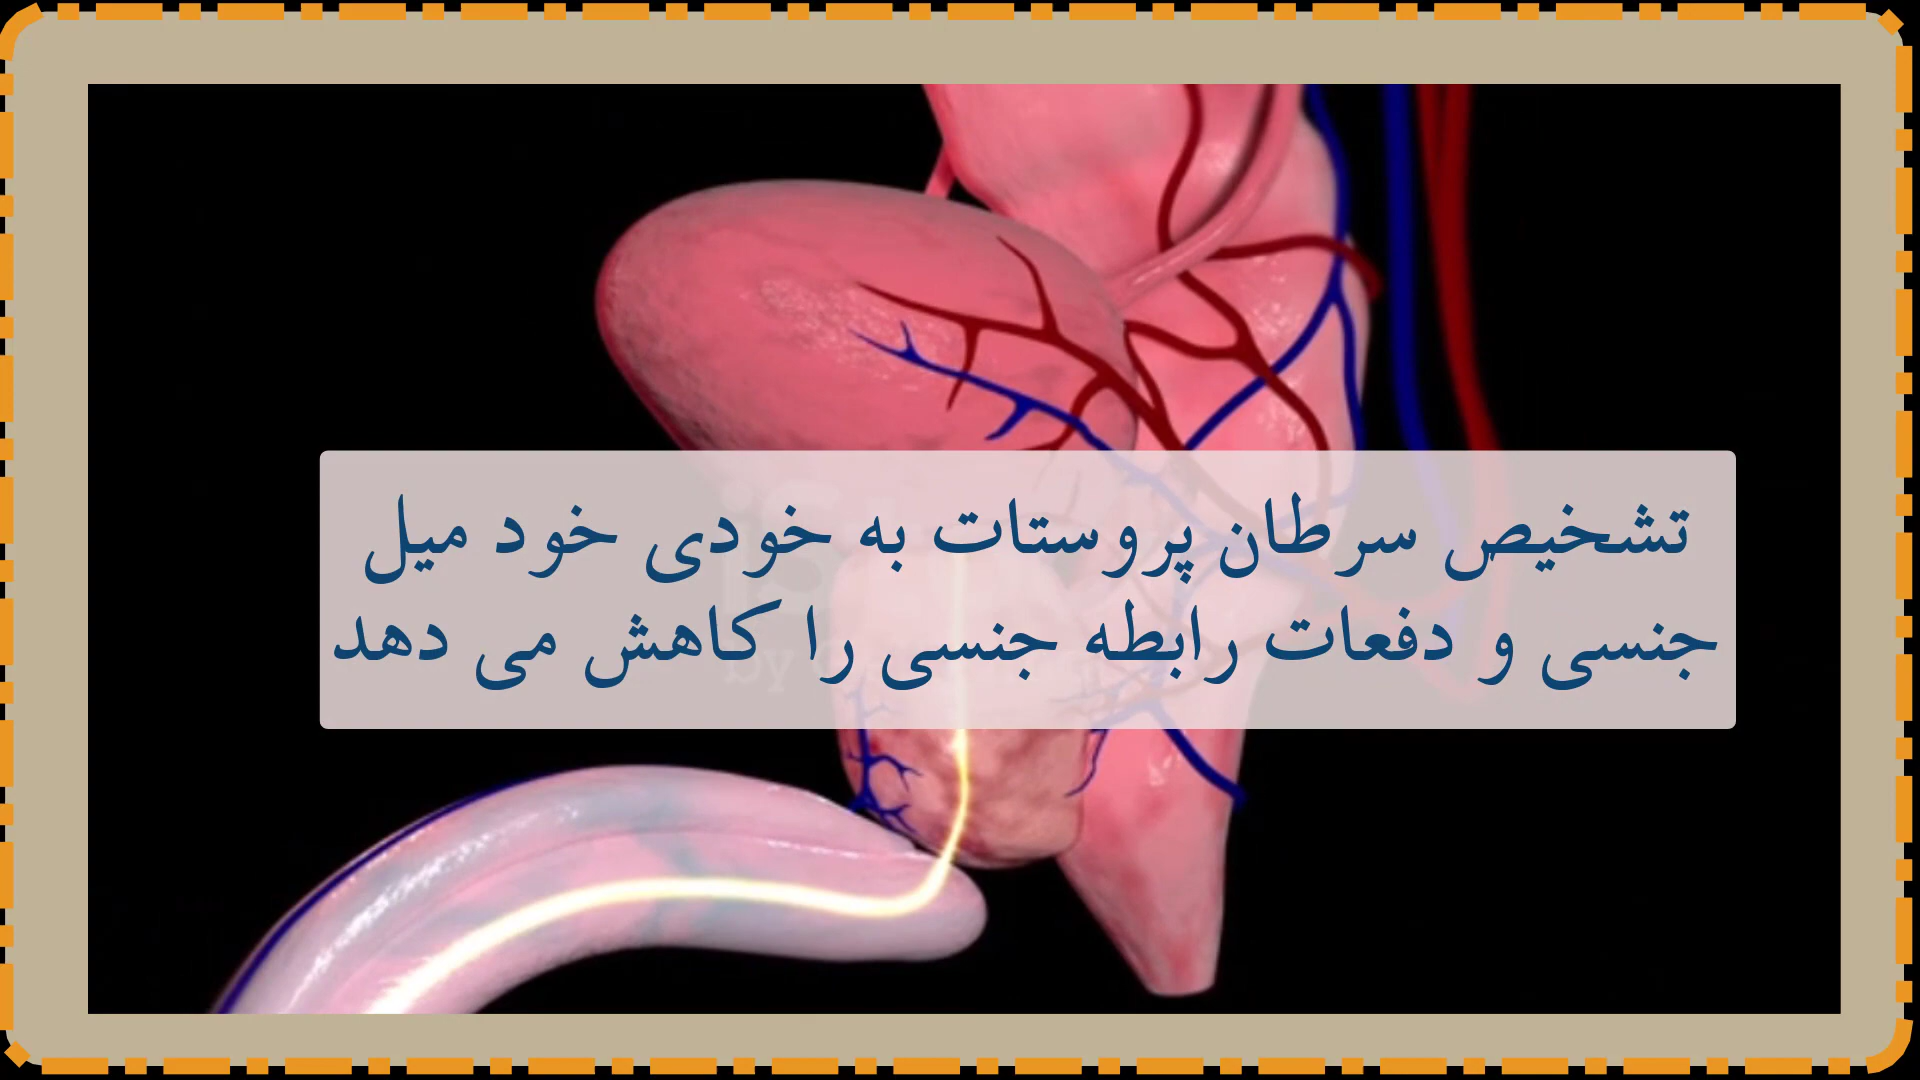 تشخیص سرطان پروستات به خودی خود میل
جنسی و دفعات رابطه جنسی را کاهش می دهد